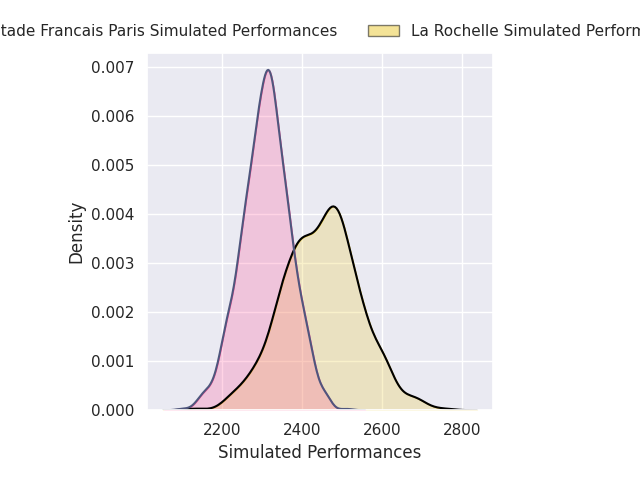 tade Francais Paris Simulated Performances La Rochelle Simulated Perform
0.007
0.006
0.005
0.004
0.003
0.002
0.001
0.000
Density
2200 2400 2600 2800
Simulated Performances